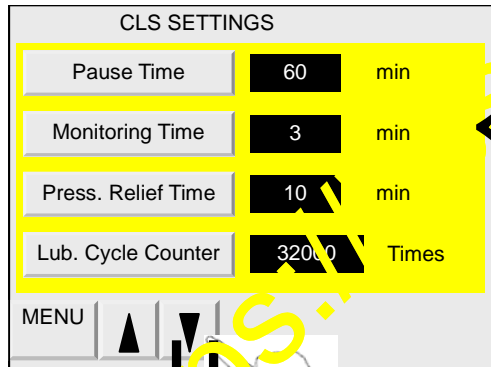 CLS SETTINGS
Pause Time 60 min
Monitoring Time 3 min
Press. Relief Time 10 min
Lub. Cycle Counter 32000 Times
MENU